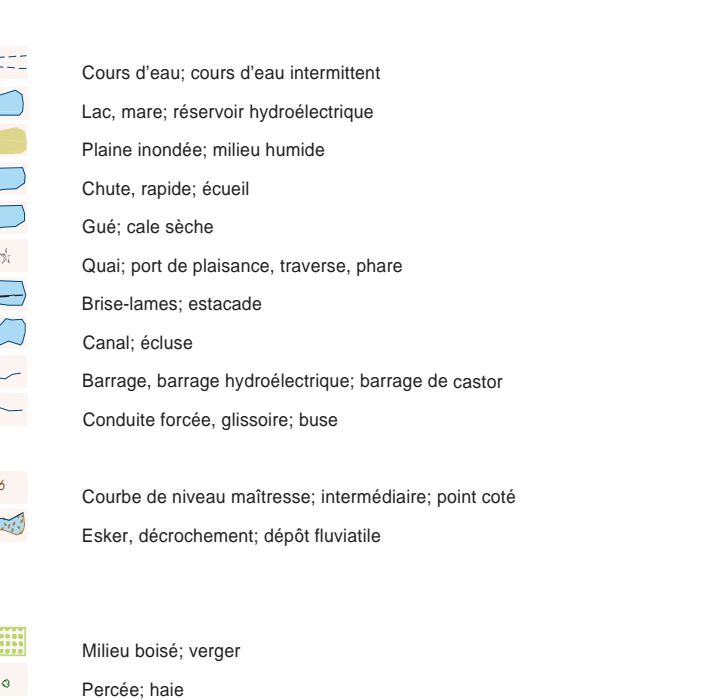 Cours d'eau; cours d'eau intermittent
Lac, mare; réservoir hydroélectrique
Plaine inondée; milieu humide
Chute, rapide; écueil
Gué; cale sèche
Quai; port de plaisance, traverse, phare
Brise-lames; estacade
Canal; écluse
Barrage, barrage hydroélectrique; barrage de castor
Conduite forcée, glissoire; buse
Courbe de niveau maîtresse; intermédiaire; point coté
Esker, décrochement; dépôt fluviatile
Milieu boisé; verger
Percée; haie